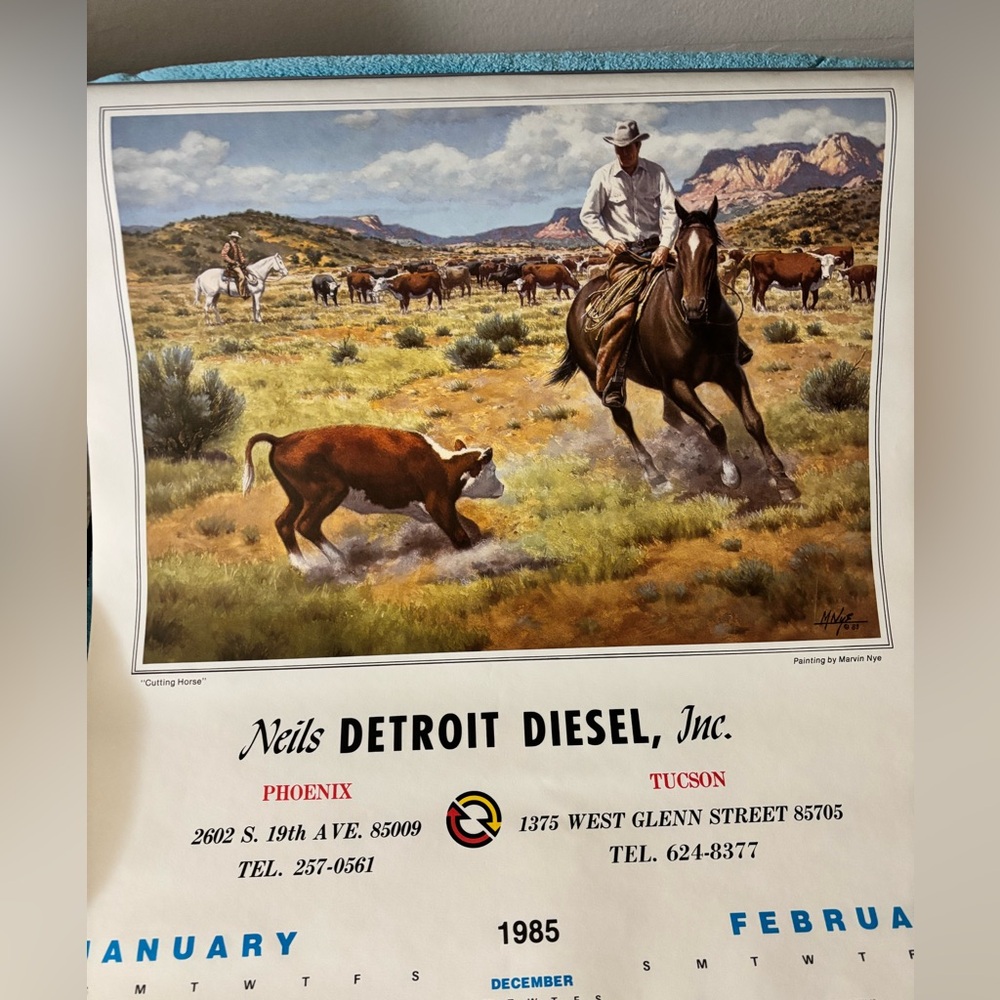 M Nye
"Cutting Horse"
Painting by Marvin Nye
Neils DETROIT DIESEL, Inc.
PHOENIX
2602 S. 19th AVE. 85009
TEL. 257-0561
TUCSON
1375 WEST GLENN STREET 85705
TEL. 624-8377
1985
ANUARY
M T W T F S
DECEMBER
T W T F S
FEBRUA
S M T W T F